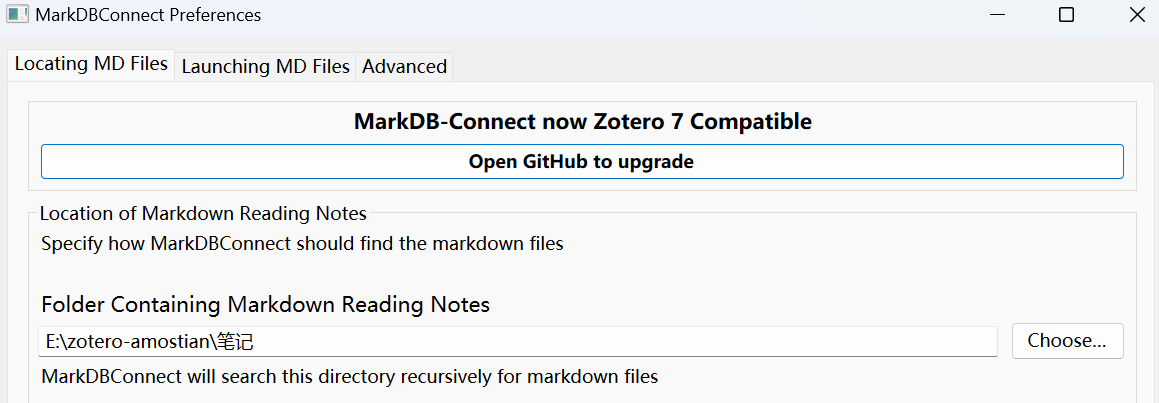 MarkDBConnect Preferences
Locating MD Files Launching MD Files Advanced
MarkDB-Connect now Zotero 7 Compatible
Open GitHub to upgrade
Location of Markdown Reading Notes
Specify how MarkDBConnect should find the markdown files
Folder Containing Markdown Reading Notes
E:\zotero-amostian\笔记 Choose...
MarkDBConnect will search this directory recursively for markdown files